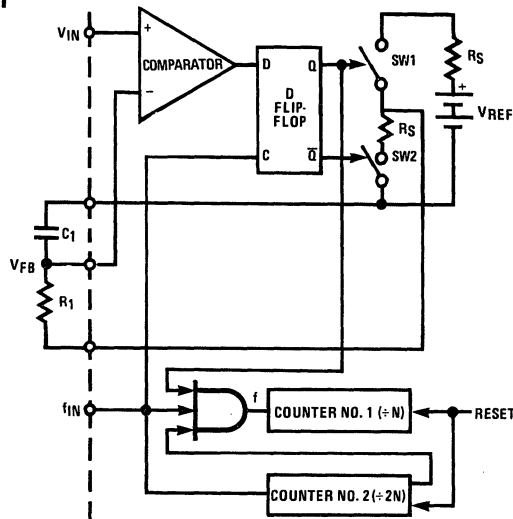 VIN
+
COMPARATOR
−
D
Q
D
FLIP-
FLOP
C
Q̅
SW1
RS
+
VREF
RS
SW2
C1
VFB
R1
fIN
f
COUNTER NO. 1 (÷N)
RESET
COUNTER NO. 2 (÷2N)